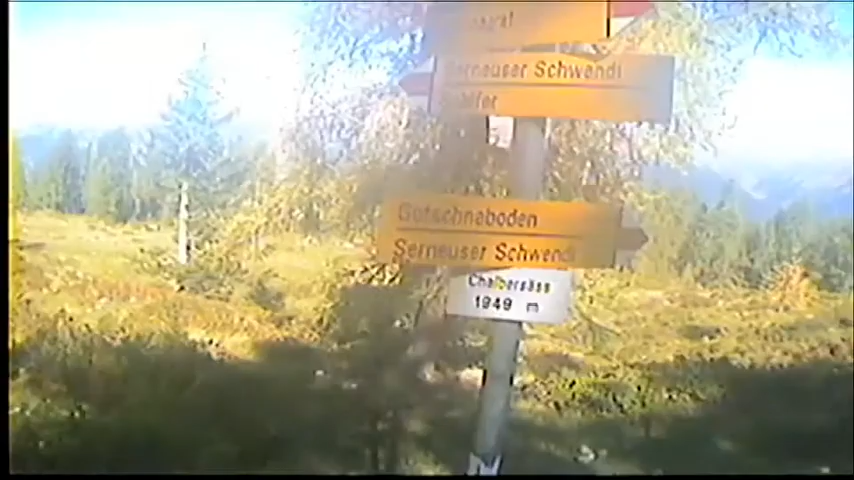 Serneuser Schwendi
Gotschnaboden
Serneuser Schwendi
Chalbersäss
1949 m